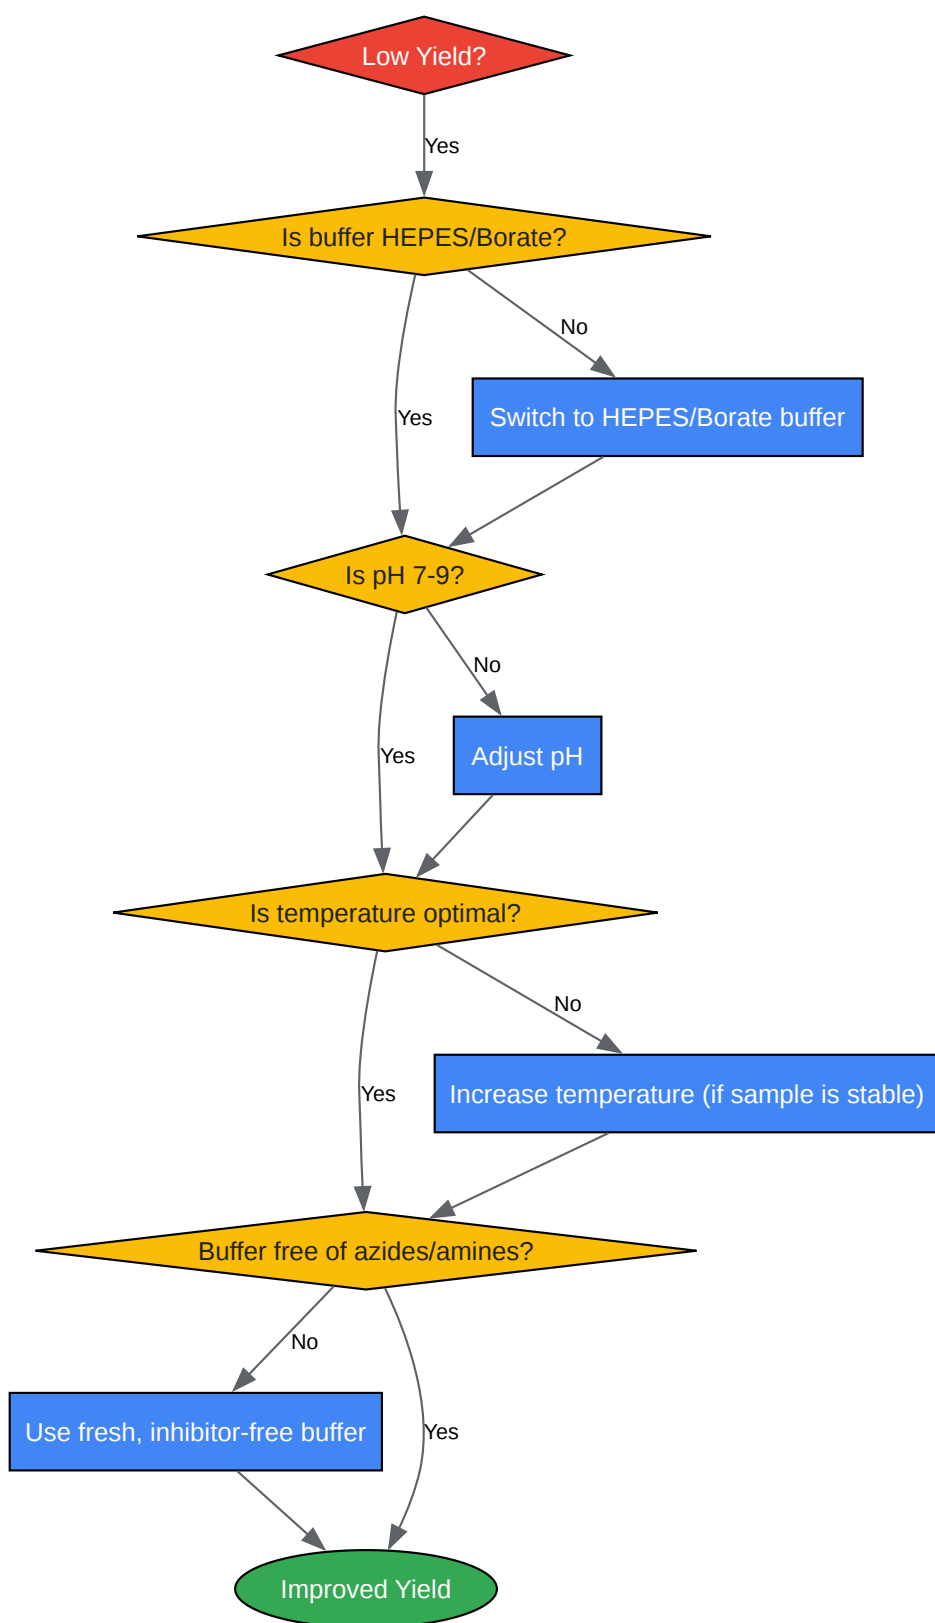 Low Yield?
Yes
Is buffer HEPES/Borate?
No
Yes
Switch to HEPES/Borate buffer
Is pH 7-9?
No
Yes
Adjust pH
Is temperature optimal?
No
Yes
Increase temperature (if sample is stable)
Buffer free of azides/amines?
No
Use fresh, inhibitor-free buffer
Yes
Improved Yield